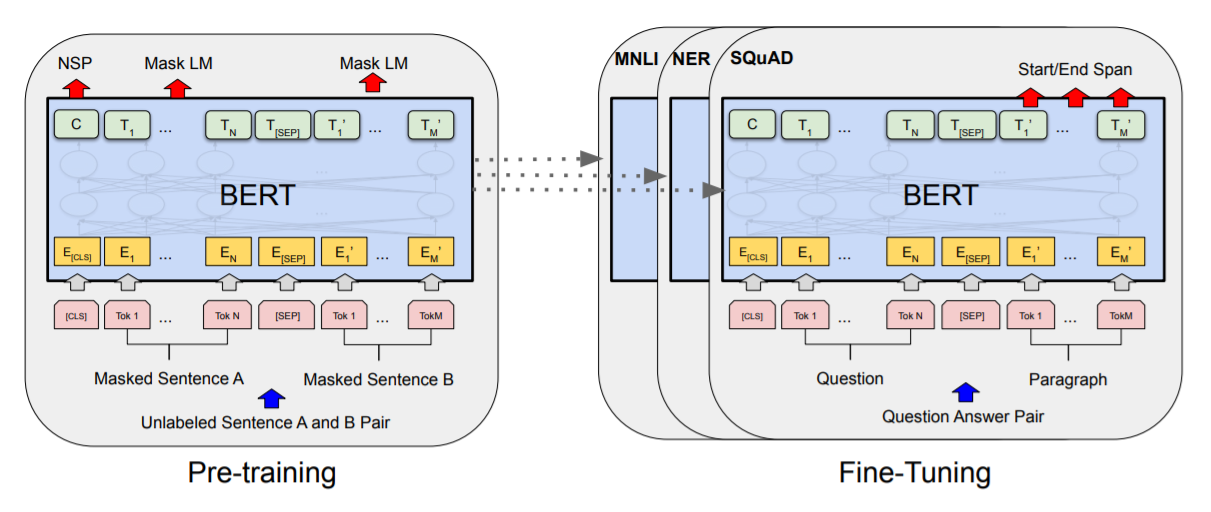 NSP Mask LM Mask LM
C T1 ... TN T[SEP] T1' ... TM'
...
BERT
...
E[CLS] E1 ... EN E[SEP] E1' ... EM'
[CLS] Tok 1 ... Tok N [SEP] Tok 1 ... TokM
Masked Sentence A Masked Sentence B
Unlabeled Sentence A and B Pair
Pre-training
MNLI NER SQuAD
Start/End Span
C T1 ... TN T[SEP] T1' ... TM'
...
BERT
...
E[CLS] E1 ... EN E[SEP] E1' ... EM'
[CLS] Tok 1 ... Tok N [SEP] Tok 1 ... TokM
Question Paragraph
Question Answer Pair
Fine-Tuning